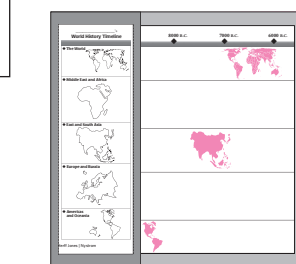 World History Timeline
8000 B.C. 7000 B.C. 6000 B.C.
The World
Middle East and Africa
East and South Asia
Europe and Russia
Americas
and Oceania